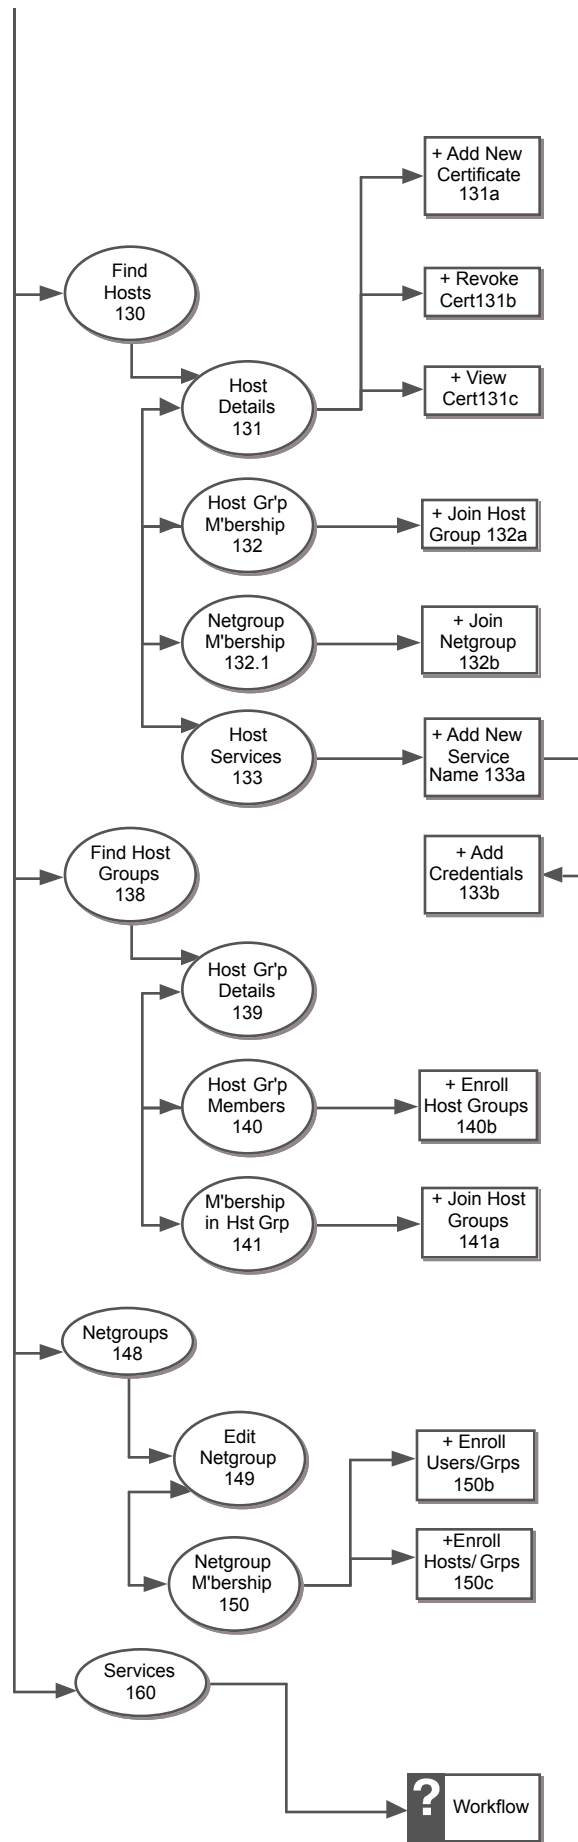 + Add New
Certificate
131a
Find
Hosts
130
+ Revoke
Cert131b
Host
Details
131
+ View
Cert131c
Host Gr'p
M'bership
132
+ Join Host
Group 132a
Netgroup
M'bership
132.1
+ Join
Netgroup
132b
Host
Services
133
+ Add New
Service
Name 133a
Find Host
Groups
138
+ Add
Credentials
133b
Host Gr'p
Details
139
Host Gr'p
Members
140
+ Enroll
Host Groups
140b
M'bership
in Hst Grp
141
+ Join Host
Groups
141a
Netgroups
148
Edit
Netgroup
149
+ Enroll
Users/Grps
150b
Netgroup
M'bership
150
+Enroll
Hosts/ Grps
150c
Services
160
? Workflow